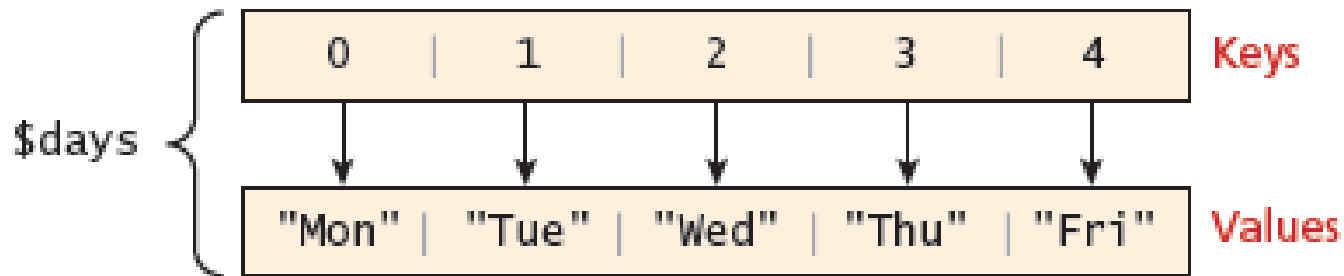 0 | 1 | 2 | 3 | 4 Keys
$days
"Mon" | "Tue" | "Wed" | "Thu" | "Fri" Values